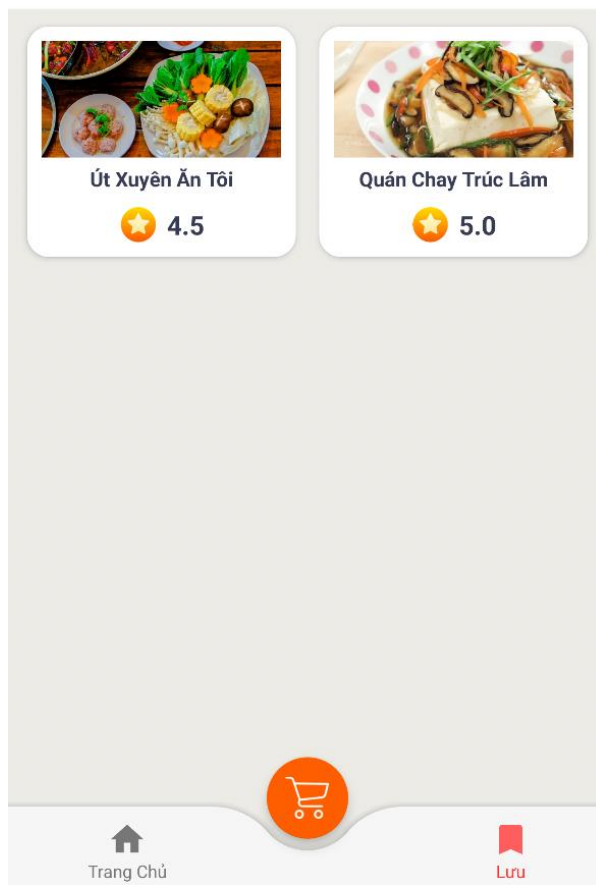 Út Xuyên Ăn Tôi
Quán Chay Trúc Lâm
4.5
5.0
Trang Chủ
Lưu